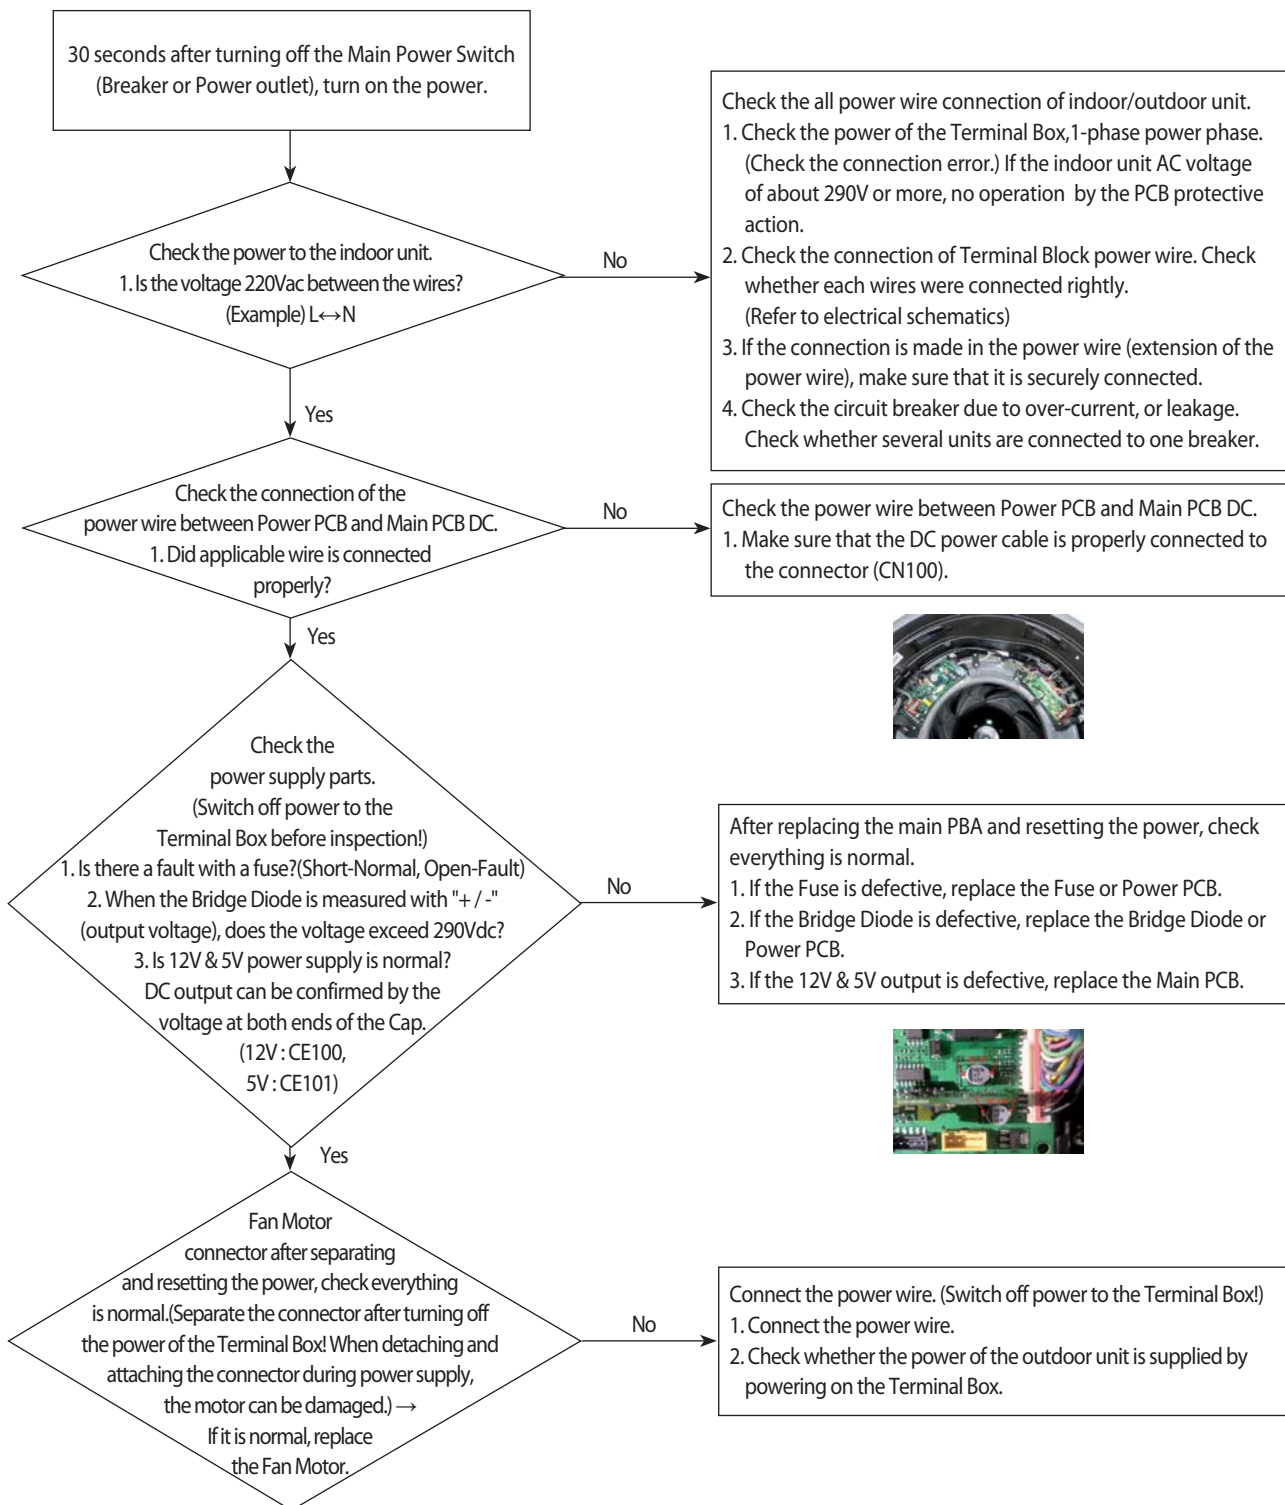 30 seconds after turning off the Main Power Switch
(Breaker or Power outlet), turn on the power.
Check the power to the indoor unit.
1. Is the voltage 220Vac between the wires?
(Example) L↔N
No
Check the all power wire connection of indoor/outdoor unit.
1. Check the power of the Terminal Box,1-phase power phase.
(Check the connection error.) If the indoor unit AC voltage
of about 290V or more, no operation by the PCB protective
action.
2. Check the connection of Terminal Block power wire. Check
whether each wires were connected rightly.
(Refer to electrical schematics)
3. If the connection is made in the power wire (extension of the
power wire), make sure that it is securely connected.
4. Check the circuit breaker due to over-current, or leakage.
Check whether several units are connected to one breaker.
Yes
Check the connection of the
power wire between Power PCB and Main PCB DC.
1. Did applicable wire is connected
properly?
No
Check the power wire between Power PCB and Main PCB DC.
1. Make sure that the DC power cable is properly connected to
the connector (CN100).
Yes
Check the
power supply parts.
(Switch off power to the
Terminal Box before inspection!)
1. Is there a fault with a fuse?(Short-Normal, Open-Fault)
2. When the Bridge Diode is measured with "+ / -"
(output voltage), does the voltage exceed 290Vdc?
3. Is 12V & 5V power supply is normal?
DC output can be confirmed by the
voltage at both ends of the Cap.
(12V : CE100,
5V : CE101)
No
After replacing the main PBA and resetting the power, check
everything is normal.
1. If the Fuse is defective, replace the Fuse or Power PCB.
2. If the Bridge Diode is defective, replace the Bridge Diode or
Power PCB.
3. If the 12V & 5V output is defective, replace the Main PCB.
Yes
Fan Motor
connector after separating
and resetting the power, check everything
is normal.(Separate the connector after turning off
the power of the Terminal Box! When detaching and
attaching the connector during power supply,
the motor can be damaged.) →
If it is normal, replace
the Fan Motor.
No
Connect the power wire. (Switch off power to the Terminal Box!)
1. Connect the power wire.
2. Check whether the power of the outdoor unit is supplied by
powering on the Terminal Box.